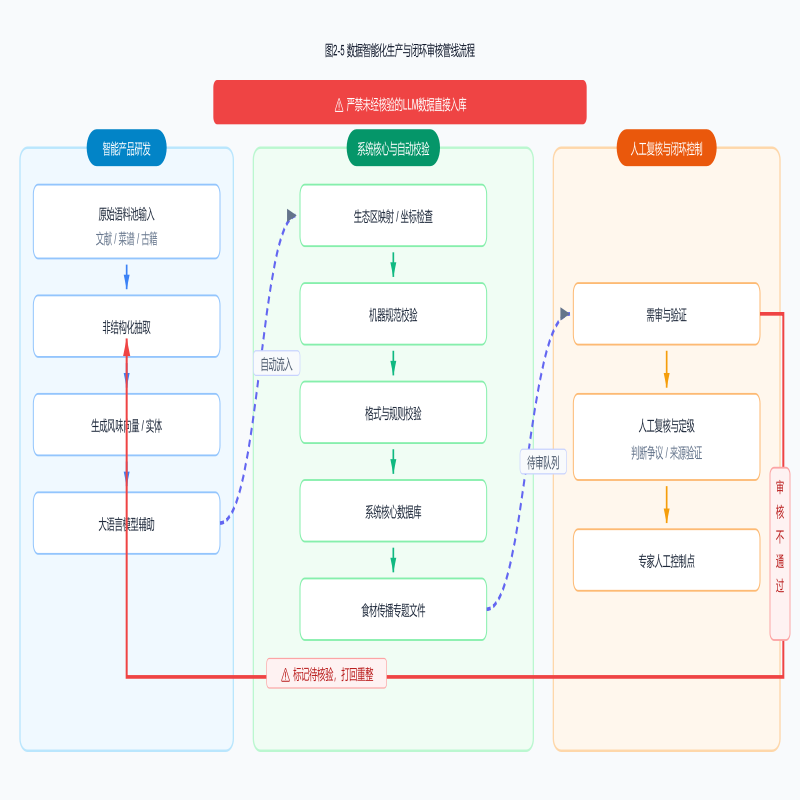 图2-5 数据智能化生产与闭环审核管线流程
⚠ 严禁未经核验的LLM数据直接入库
智能产品研发
原始语料池输入
文献 / 菜谱 / 古籍
非结构化抽取
生成风味向量 / 实体
大语言模型辅助
自动流入
系统核心与自动校验
生态区映射 / 坐标检查
机器规范校验
格式与规则校验
系统核心数据库
食材传播专题文件
待审队列
人工复核与闭环控制
需审与验证
人工复核与定级
判断争议 / 来源验证
专家人工控制点
审
核
不
通
过
⚠ 标记待核验，打回重整